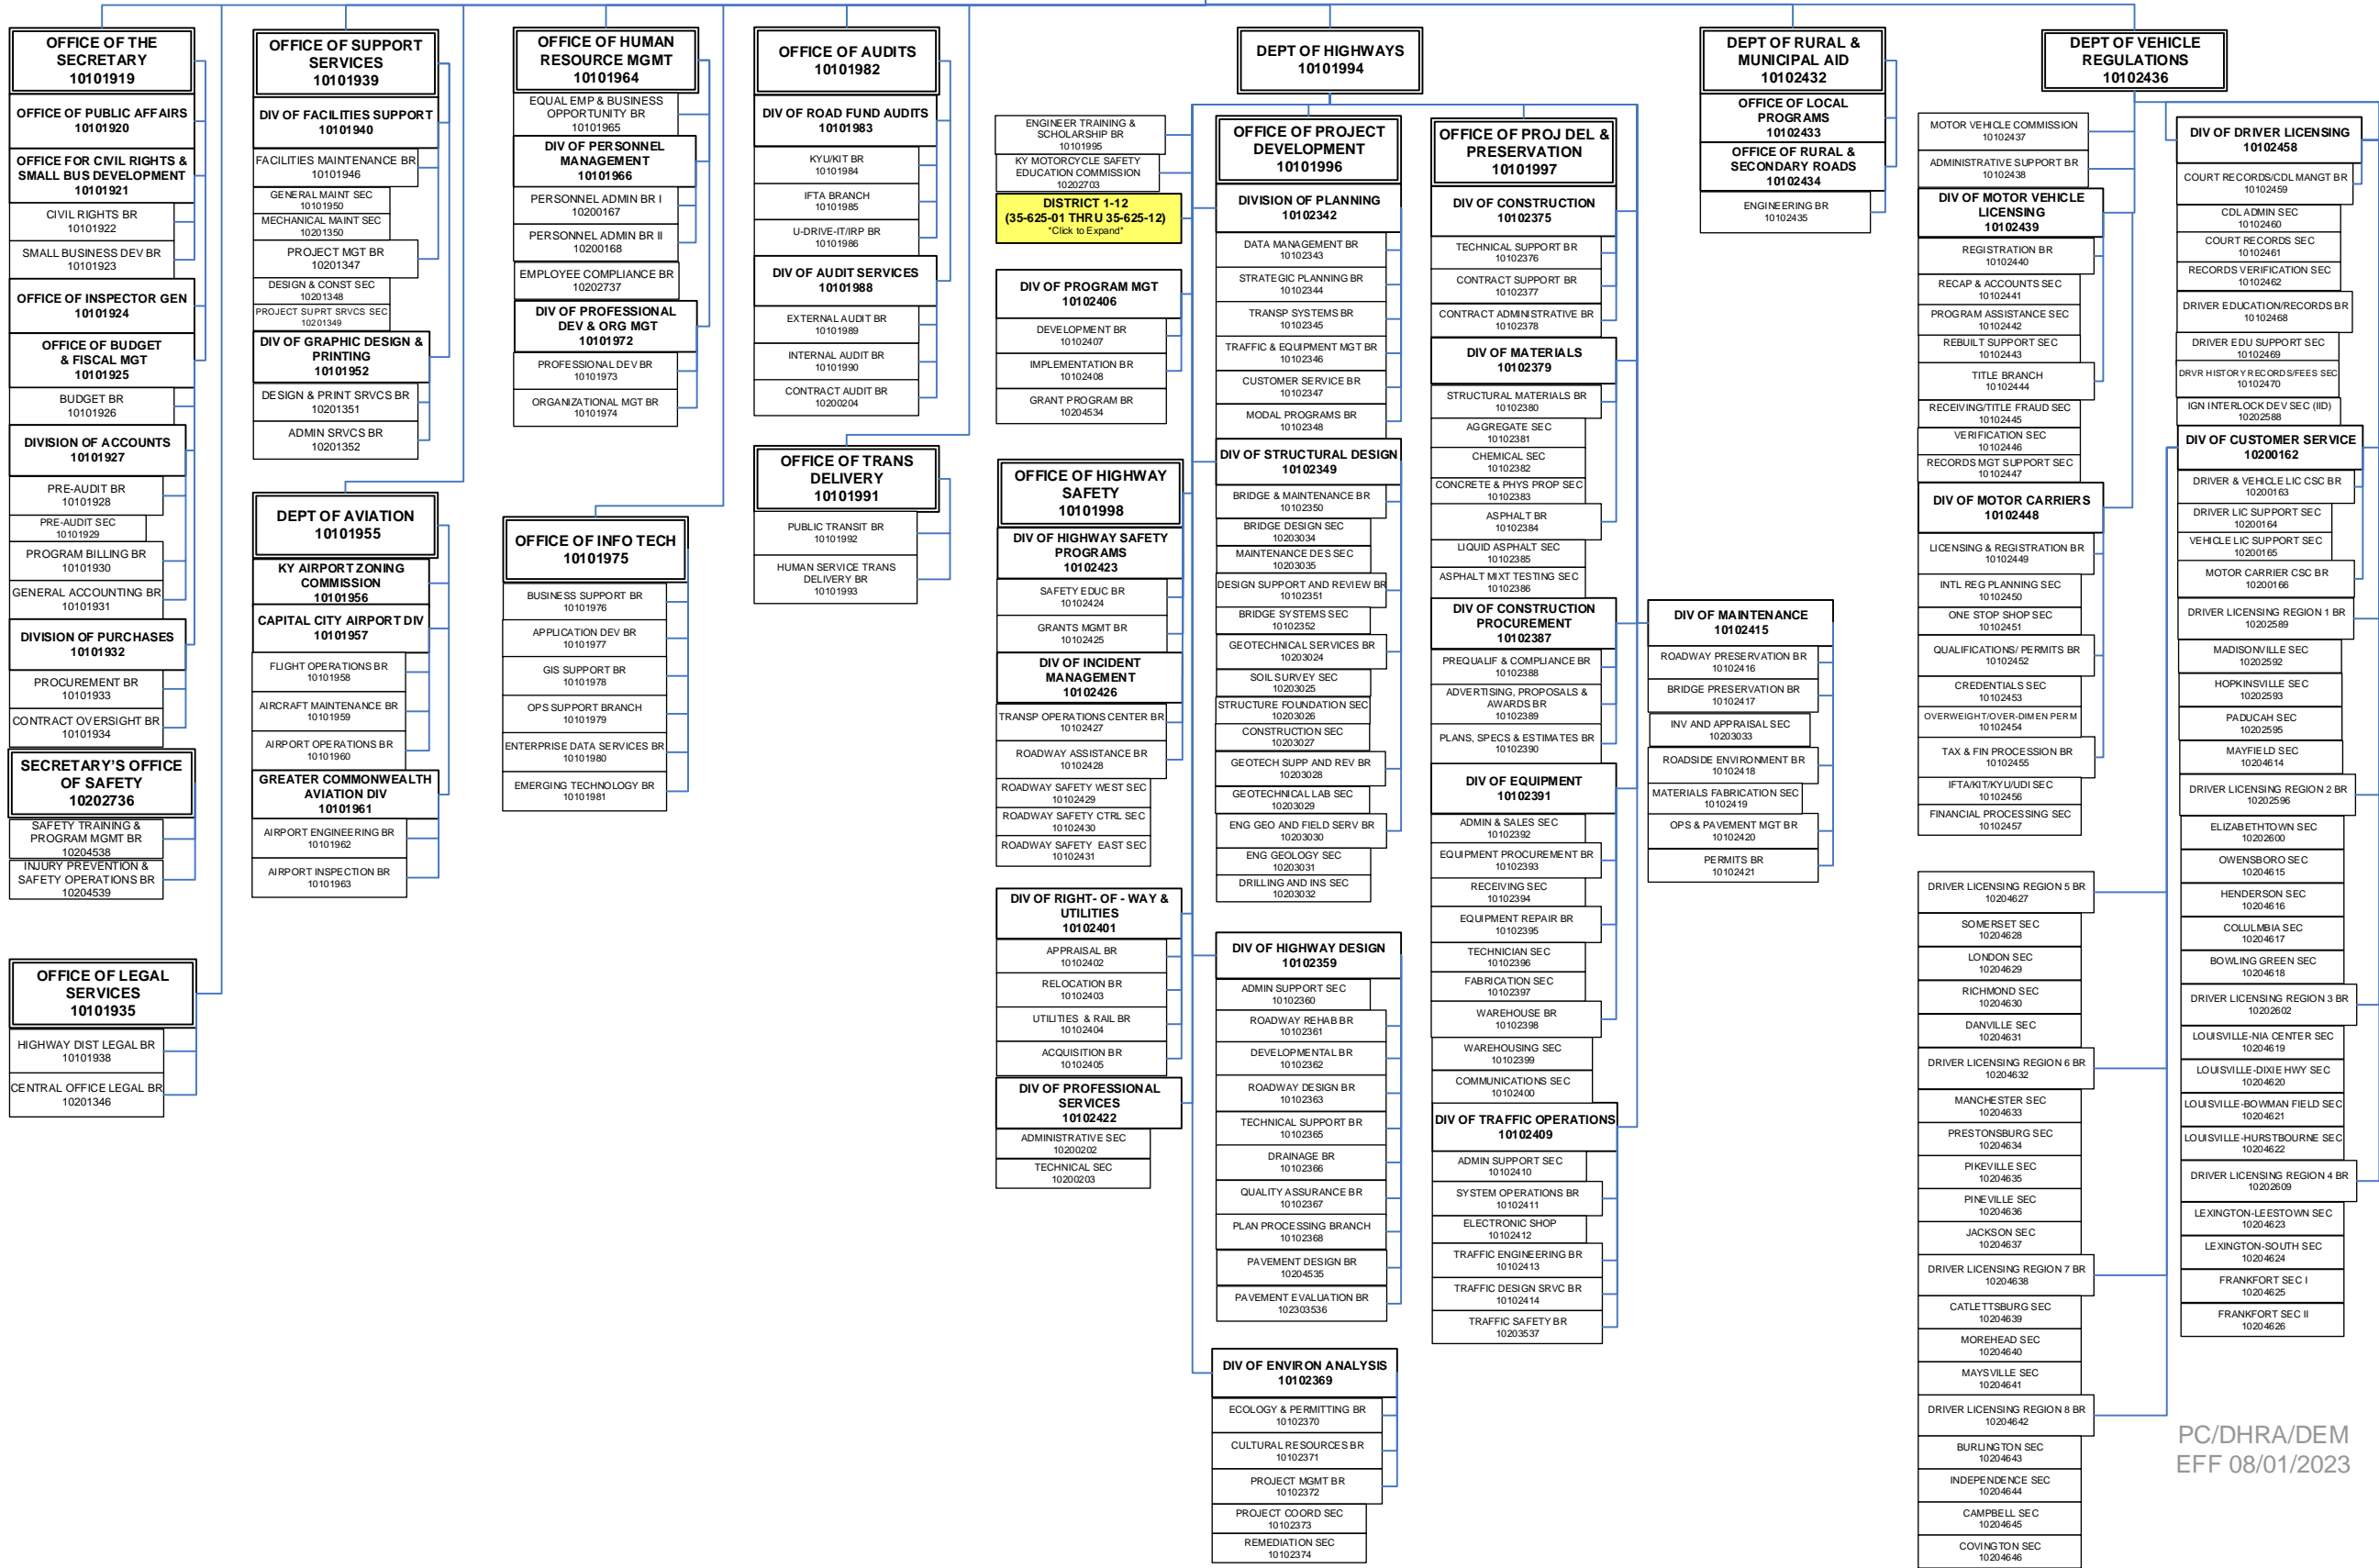 OFFICE OF THE
SECRETARY
10101919
OFFICE OF PUBLIC AFFAIRS
10101920
OFFICE FOR CIVIL RIGHTS &
SMALL BUS DEVELOPMENT
10101921
CIVIL RIGHTS BR
10101922
SMALL BUSINESS DEV BR
10101923
OFFICE OF INSPECTOR GEN
10101924
OFFICE OF BUDGET
& FISCAL MGT
10101925
BUDGET BR
10101926
DIVISION OF ACCOUNTS
10101927
PRE-AUDIT BR
10101928
PRE-AUDIT SEC
10101929
PROGRAM BILLING BR
10101930
GENERAL ACCOUNTING BR
10101931
DIVISION OF PURCHASES
10101932
PROCUREMENT BR
10101933
CONTRACT OVERSIGHT BR
10101934
SECRETARY'S OFFICE
OF SAFETY
10202736
SAFETY TRAINING &
PROGRAM MGMT BR
10204538
INJURY PREVENTION &
SAFETY OPERATIONS BR
10204539
OFFICE OF LEGAL
SERVICES
10101935
HIGHWAY DIST LEGAL BR
10101938
CENTRAL OFFICE LEGAL BR
10201346
OFFICE OF SUPPORT
SERVICES
10101939
DIV OF FACILITIES SUPPORT
10101940
FACILITIES MAINTENANCE BR
10101946
GENERAL MAINT SEC
10101950
MECHANICAL MAINT SEC
10201350
PROJECT MGT BR
10201347
DESIGN & CONST SEC
10201348
PROJECT SUPRT SRVCS SEC
10201349
DIV OF GRAPHIC DESIGN &
PRINTING
10101952
DESIGN & PRINT SRVCS BR
10201351
ADMIN SRVCS BR
10201352
DEPT OF AVIATION
10101955
KY AIRPORT ZONING
COMMISSION
10101956
CAPITAL CITY AIRPORT DIV
10101957
FLIGHT OPERATIONS BR
10101958
AIRCRAFT MAINTENANCE BR
10101959
AIRPORT OPERATIONS BR
10101960
GREATER COMMONWEALTH
AVIATION DIV
10101961
AIRPORT ENGINEERING BR
10101962
AIRPORT INSPECTION BR
10101963
OFFICE OF HUMAN
RESOURCE MGMT
10101964
EQUAL EMP & BUSINESS
OPPORTUNITY BR
10101965
DIV OF PERSONNEL
MANAGEMENT
10101966
PERSONNEL ADMIN BR I
10200167
PERSONNEL ADMIN BR II
10200168
EMPLOYEE COMPLIANCE BR
10202737
DIV OF PROFESSIONAL
DEV & ORG MGT
10101972
PROFESSIONAL DEV BR
10101973
ORGANIZATIONAL MGT BR
10101974
OFFICE OF INFO TECH
10101975
BUSINESS SUPPORT BR
10101976
APPLICATION DEV BR
10101977
GIS SUPPORT BR
10101978
OPS SUPPORT BRANCH
10101979
ENTERPRISE DATA SERVICES BR
10101980
EMERGING TECHNOLOGY BR
10101981
OFFICE OF AUDITS
10101982
DIV OF ROAD FUND AUDITS
10101983
KYU/KIT BR
10101984
IFTA BRANCH
10101985
U-DRIVE-IT/IRP BR
10101986
DIV OF AUDIT SERVICES
10101988
EXTERNAL AUDIT BR
10101989
INTERNAL AUDIT BR
10101990
CONTRACT AUDIT BR
10200204
OFFICE OF TRANS
DELIVERY
10101991
PUBLIC TRANSIT BR
10101992
HUMAN SERVICE TRANS
DELIVERY BR
10101993
DEPT OF HIGHWAYS
10101994
ENGINEER TRAINING &
SCHOLARSHIP BR
10101995
KY MOTORCYCLE SAFETY
EDUCATION COMMISSION
10202703
DISTRICT 1-12
(35-625-01 THRU 35-625-12)
*Click to Expand*
DIV OF PROGRAM MGT
10102406
DEVELOPMENT BR
10102407
IMPLEMENTATION BR
10102408
GRANT PROGRAM BR
10204534
OFFICE OF HIGHWAY
SAFETY
10101998
DIV OF HIGHWAY SAFETY
PROGRAMS
10102423
SAFETY EDUC BR
10102424
GRANTS MGMT BR
10102425
DIV OF INCIDENT
MANAGEMENT
10102426
TRANSP OPERATIONS CENTER BR
10102427
ROADWAY ASSISTANCE BR
10102428
ROADWAY SAFETY WEST SEC
10102429
ROADWAY SAFETY CTRL SEC
10102430
ROADWAY SAFETY EAST SEC
10102431
DIV OF RIGHT- OF - WAY &
UTILITIES
10102401
APPRAISAL BR
10102402
RELOCATION BR
10102403
UTILITIES & RAIL BR
10102404
ACQUISITION BR
10102405
DIV OF PROFESSIONAL
SERVICES
10102422
ADMINISTRATIVE SEC
10200202
TECHNICAL SEC
10200203
OFFICE OF PROJECT
DEVELOPMENT
10101996
DIVISION OF PLANNING
10102342
DATA MANAGEMENT BR
10102343
STRATEGIC PLANNING BR
10102344
TRANSP SYSTEMS BR
10102345
TRAFFIC & EQUIPMENT MGT BR
10102346
CUSTOMER SERVICE BR
10102347
MODAL PROGRAMS BR
10102348
DIV OF STRUCTURAL DESIGN
10102349
BRIDGE & MAINTENANCE BR
10102350
BRIDGE DESIGN SEC
10203034
MAINTENANCE DES SEC
10203035
DESIGN SUPPORT AND REVIEW BR
10102351
BRIDGE SYSTEMS SEC
10102352
GEOTECHNICAL SERVICES BR
10203024
SOIL SURVEY SEC
10203025
STRUCTURE FOUNDATION SEC
10203026
CONSTRUCTION SEC
10203027
GEOTECH SUPP AND REV BR
10203028
GEOTECHNICAL LAB SEC
10203029
ENG GEO AND FIELD SERV BR
10203030
ENG GEOLOGY SEC
10203031
DRILLING AND INS SEC
10203032
DIV OF HIGHWAY DESIGN
10102359
ADMIN SUPPORT SEC
10102360
ROADWAY REHAB BR
10102361
DEVELOPMENTAL BR
10102362
ROADWAY DESIGN BR
10102363
TECHNICAL SUPPORT BR
10102365
DRAINAGE BR
10102366
QUALITY ASSURANCE BR
10102367
PLAN PROCESSING BRANCH
10102368
PAVEMENT DESIGN BR
10204535
PAVEMENT EVALUATION BR
102303536
DIV OF ENVIRON ANALYSIS
10102369
ECOLOGY & PERMITTING BR
10102370
CULTURAL RESOURCES BR
10102371
PROJECT MGMT BR
10102372
PROJECT COORD SEC
10102373
REMEDIATION SEC
10102374
OFFICE OF PROJ DEL &
PRESERVATION
10101997
DIV OF CONSTRUCTION
10102375
TECHNICAL SUPPORT BR
10102376
CONTRACT SUPPORT BR
10102377
CONTRACT ADMINISTRATIVE BR
10102378
DIV OF MATERIALS
10102379
STRUCTURAL MATERIALS BR
10102380
AGGREGATE SEC
10102381
CHEMICAL SEC
10102382
CONCRETE & PHYS PROP SEC
10102383
ASPHALT BR
10102384
LIQUID ASPHALT SEC
10102385
ASPHALT MIXT TESTING SEC
10102386
DIV OF CONSTRUCTION
PROCUREMENT
10102387
PREQUALIF & COMPLIANCE BR
10102388
ADVERTISING, PROPOSALS &
AWARDS BR
10102389
PLANS, SPECS & ESTIMATES BR
10102390
DIV OF EQUIPMENT
10102391
ADMIN & SALES SEC
10102392
EQUIPMENT PROCUREMENT BR
10102393
RECEIVING SEC
10102394
EQUIPMENT REPAIR BR
10102395
TECHNICIAN SEC
10102396
FABRICATION SEC
10102397
WAREHOUSE BR
10102398
WAREHOUSING SEC
10102399
COMMUNICATIONS SEC
10102400
DIV OF TRAFFIC OPERATIONS
10102409
ADMIN SUPPORT SEC
10102410
SYSTEM OPERATIONS BR
10102411
ELECTRONIC SHOP
10102412
TRAFFIC ENGINEERING BR
10102413
TRAFFIC DESIGN SRVC BR
10102414
TRAFFIC SAFETY BR
10203537
DIV OF MAINTENANCE
10102415
ROADWAY PRESERVATION BR
10102416
BRIDGE PRESERVATION BR
10102417
INV AND APPRAISAL SEC
10203033
ROADSIDE ENVIRONMENT BR
10102418
MATERIALS FABRICATION SEC
10102419
OPS & PAVEMENT MGT BR
10102420
PERMITS BR
10102421
DEPT OF RURAL &
MUNICIPAL AID
10102432
OFFICE OF LOCAL
PROGRAMS
10102433
OFFICE OF RURAL &
SECONDARY ROADS
10102434
ENGINEERING BR
10102435
DEPT OF VEHICLE
REGULATIONS
10102436
MOTOR VEHICLE COMMISSION
10102437
ADMINISTRATIVE SUPPORT BR
10102438
DIV OF MOTOR VEHICLE
LICENSING
10102439
REGISTRATION BR
10102440
RECAP & ACCOUNTS SEC
10102441
PROGRAM ASSISTANCE SEC
10102442
REBUILT SUPPORT SEC
10102443
TITLE BRANCH
10102444
RECEIVING/TITLE FRAUD SEC
10102445
VERIFICATION SEC
10102446
RECORDS MGT SUPPORT SEC
10102447
DIV OF MOTOR CARRIERS
10102448
LICENSING & REGISTRATION BR
10102449
INTL REG PLANNING SEC
10102450
ONE STOP SHOP SEC
10102451
QUALIFICATIONS/ PERMITS BR
10102452
CREDENTIALS SEC
10102453
OVERWEIGHT/OVER-DIMEN PERM
10102454
TAX & FIN PROCESSION BR
10102455
IFTA/KIT/KYU/UDI SEC
10102456
FINANCIAL PROCESSING SEC
10102457
DRIVER LICENSING REGION 5 BR
10204627
SOMERSET SEC
10204628
LONDON SEC
10204629
RICHMOND SEC
10204630
DANVILLE SEC
10204631
DRIVER LICENSING REGION 6 BR
10204632
MANCHESTER SEC
10204633
PRESTONSBURG SEC
10204634
PIKEVILLE SEC
10204635
PINEVILLE SEC
10204636
JACKSON SEC
10204637
DRIVER LICENSING REGION 7 BR
10204638
CATLETTSBURG SEC
10204639
MOREHEAD SEC
10204640
MAYSVILLE SEC
10204641
DRIVER LICENSING REGION 8 BR
10204642
BURLINGTON SEC
10204643
INDEPENDENCE SEC
10204644
CAMPBELL SEC
10204645
COVINGTON SEC
10204646
DIV OF DRIVER LICENSING
10102458
COURT RECORDS/CDL MANGT BR
10102459
CDL ADMIN SEC
10102460
COURT RECORDS SEC
10102461
RECORDS VERIFICATION SEC
10102462
DRIVER EDUCATION/RECORDS BR
10102468
DRIVER EDU SUPPORT SEC
10102469
DRVR HISTORY RECORDS/FEES SEC
10102470
IGN INTERLOCK DEV SEC (IID)
10202588
DIV OF CUSTOMER SERVICE
10200162
DRIVER & VEHICLE LIC CSC BR
10200163
DRIVER LIC SUPPORT SEC
10200164
VEHICLE LIC SUPPORT SEC
10200165
MOTOR CARRIER CSC BR
10200166
DRIVER LICENSING REGION 1 BR
10202589
MADISONVILLE SEC
10202592
HOPKINSVILLE SEC
10202593
PADUCAH SEC
10202595
MAYFIELD SEC
10204614
DRIVER LICENSING REGION 2 BR
10202596
ELIZABETHTOWN SEC
10202600
OWENSBORO SEC
10204615
HENDERSON SEC
10204616
COLULMBIA SEC
10204617
BOWLING GREEN SEC
10204618
DRIVER LICENSING REGION 3 BR
10202602
LOUISVILLE-NIA CENTER SEC
10204619
LOUISVILLE-DIXIE HWY SEC
10204620
LOUISVILLE-BOWMAN FIELD SEC
10204621
LOUISVILLE-HURSTBOURNE SEC
10204622
DRIVER LICENSING REGION 4 BR
10202609
LEXINGTON-LEESTOWN SEC
10204623
LEXINGTON-SOUTH SEC
10204624
FRANKFORT SEC I
10204625
FRANKFORT SEC II
10204626
PC/DHRA/DEM
EFF 08/01/2023